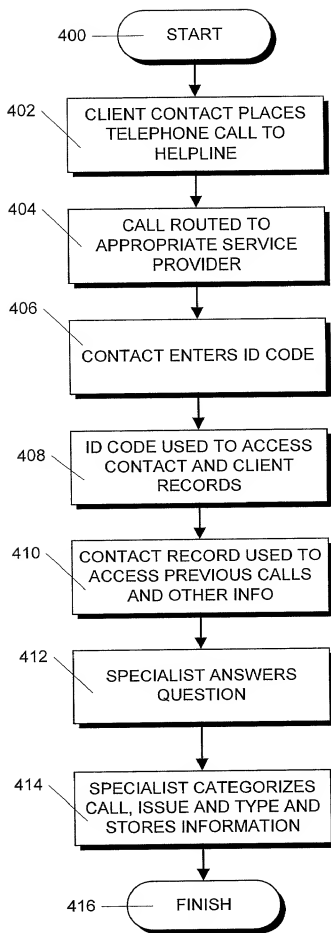 400
START
402
CLIENT CONTACT PLACES
TELEPHONE CALL TO
HELPLINE
404
CALL ROUTED TO
APPROPRIATE SERVICE
PROVIDER
406
CONTACT ENTERS ID CODE
408
ID CODE USED TO ACCESS
CONTACT AND CLIENT
RECORDS
410
CONTACT RECORD USED TO
ACCESS PREVIOUS CALLS
AND OTHER INFO
412
SPECIALIST ANSWERS
QUESTION
414
SPECIALIST CATEGORIZES
CALL, ISSUE AND TYPE AND
STORES INFORMATION
416
FINISH